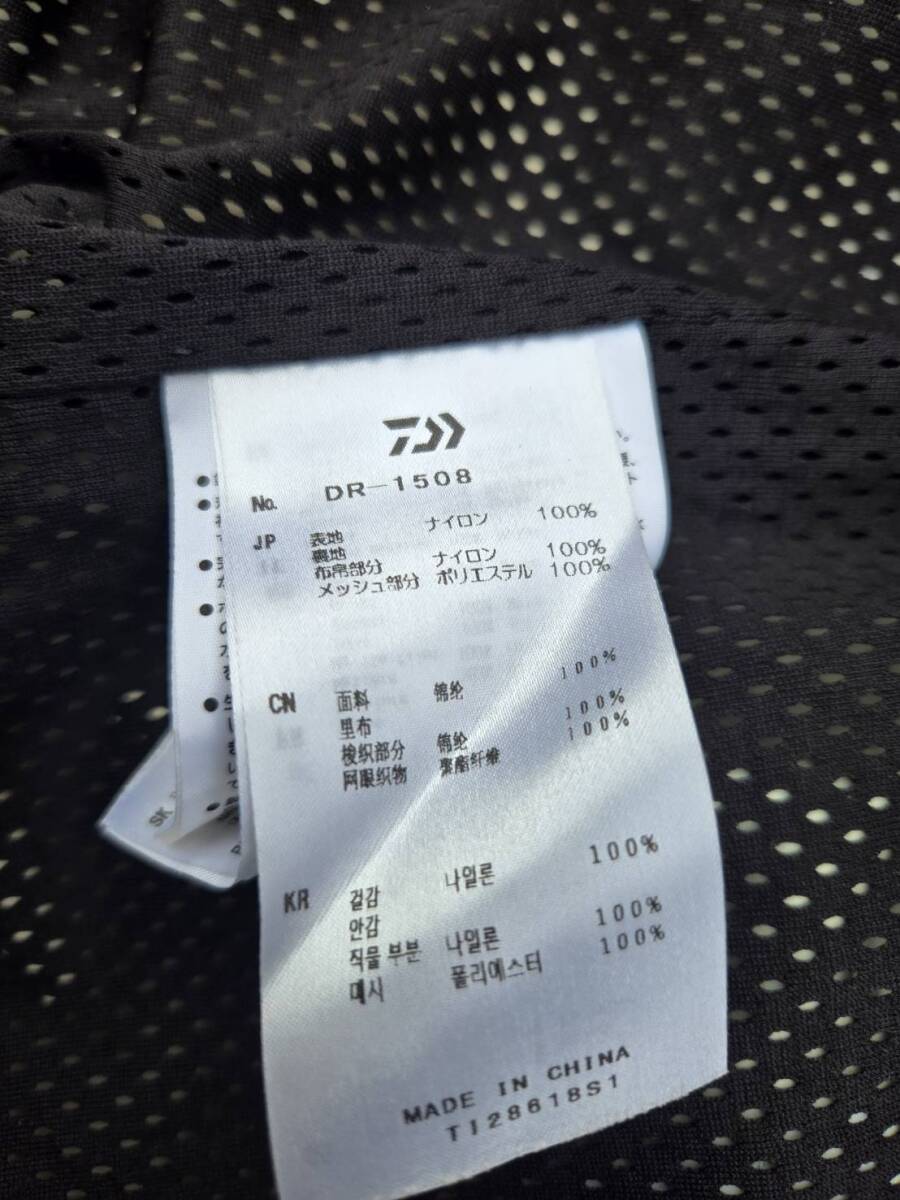 No. DR-1508
JP 表地 ナイロン 100%
裏地
布帛部分 ナイロン 100%
メッシュ部分 ポリエステル 100%
CN 面料 锦纶 100%
里布
梭织部分 锦纶 100%
网眼织物 聚酯纤维 100%
KR 겉감 나일론 100%
안감
직물 부분 나일론 100%
메시 폴리에스터 100%
MADE IN CHINA
TI28618S1
SK